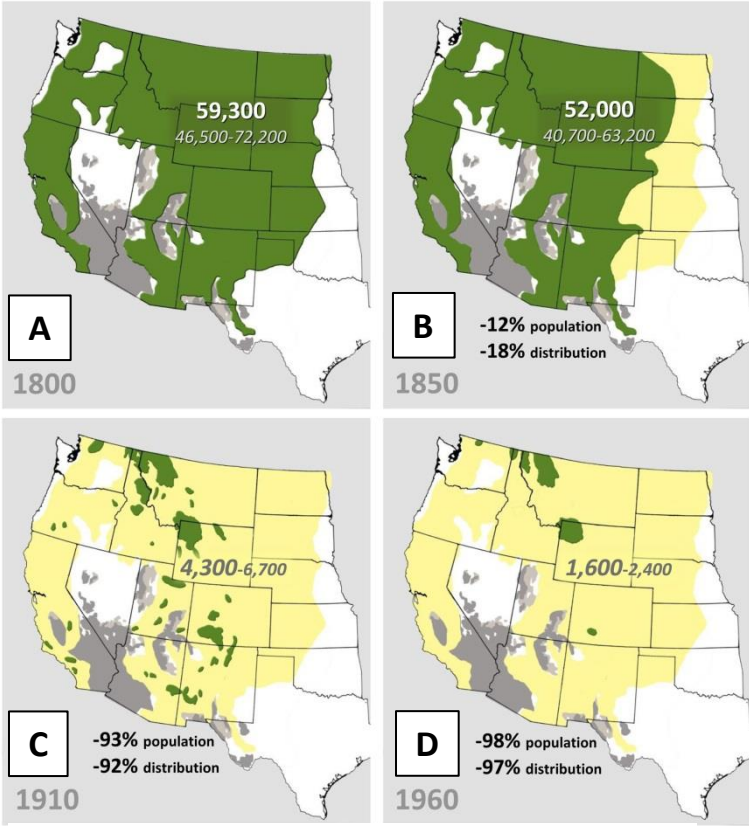 59,300
46,500-72,200
A
1800
52,000
40,700-63,200
B
-12% population
-18% distribution
1850
4,300-6,700
C
-93% population
-92% distribution
1910
1,600-2,400
D
-98% population
-97% distribution
1960